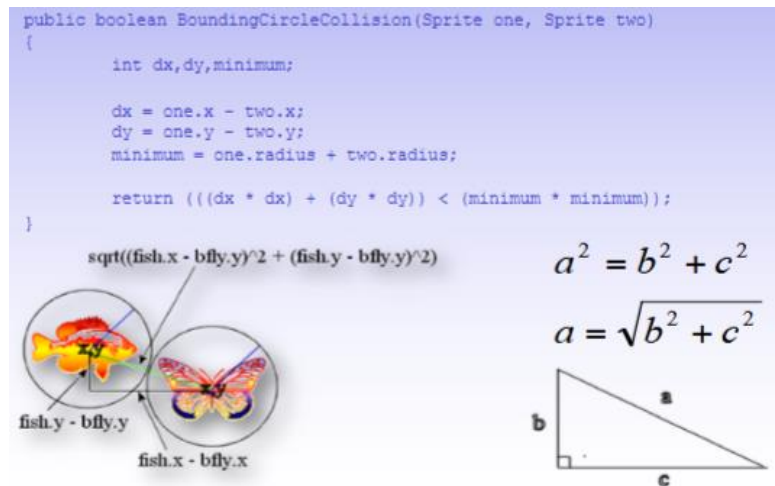 public boolean BoundingCircleCollision(Sprite one, Sprite two)
{
int dx,dy,minimum;
dx = one.x - two.x;
dy = one.y - two.y;
minimum = one.radius + two.radius;
return (((dx * dx) + (dy * dy)) < (minimum * minimum));
}
sqrt((fish.x - bfly.y)^2 + (fish.y - bfly.y)^2)
x,y
x,y
fish.y - bfly.y
fish.x - bfly.x
a² = b² + c²
a = √(b² + c²)
a
b
c